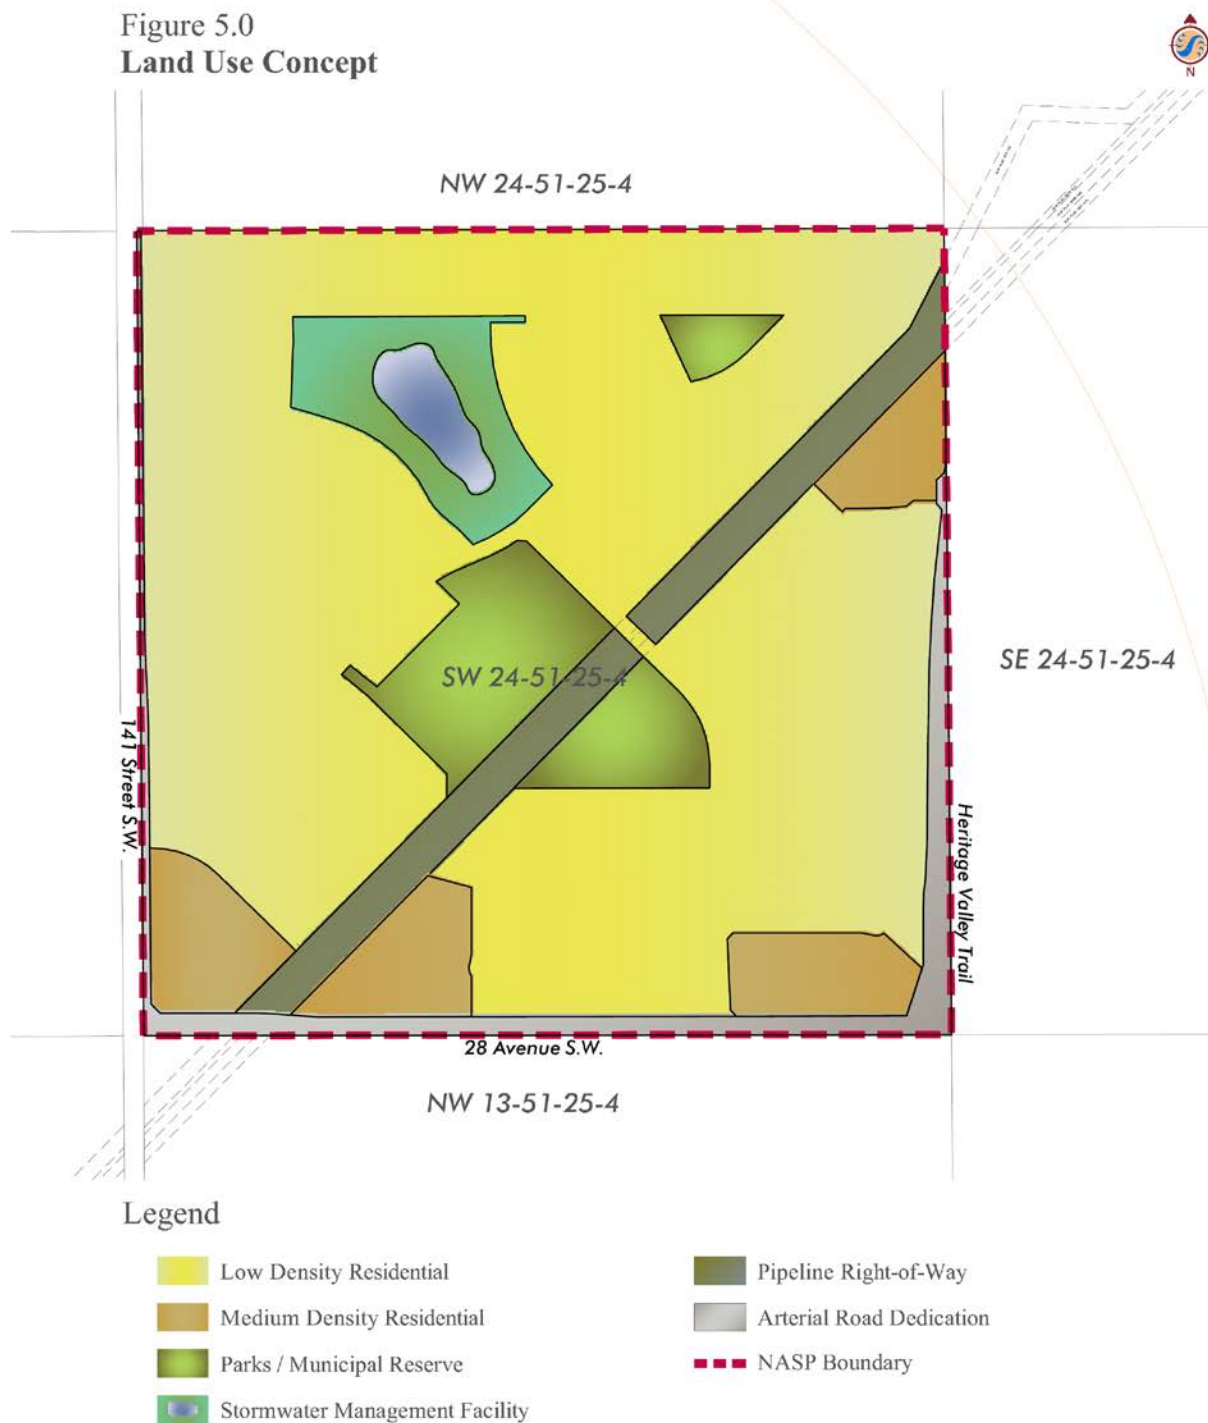 Figure 5.0
Land Use Concept
N
NW 24-51-25-4
SW 24-51-25-4
SE 24-51-25-4
141 Street S.W.
Heritage Valley Trail
28 Avenue S.W.
NW 13-51-25-4
Legend
Low Density Residential
Medium Density Residential
Parks / Municipal Reserve
Stormwater Management Facility
Pipeline Right-of-Way
Arterial Road Dedication
NASP Boundary